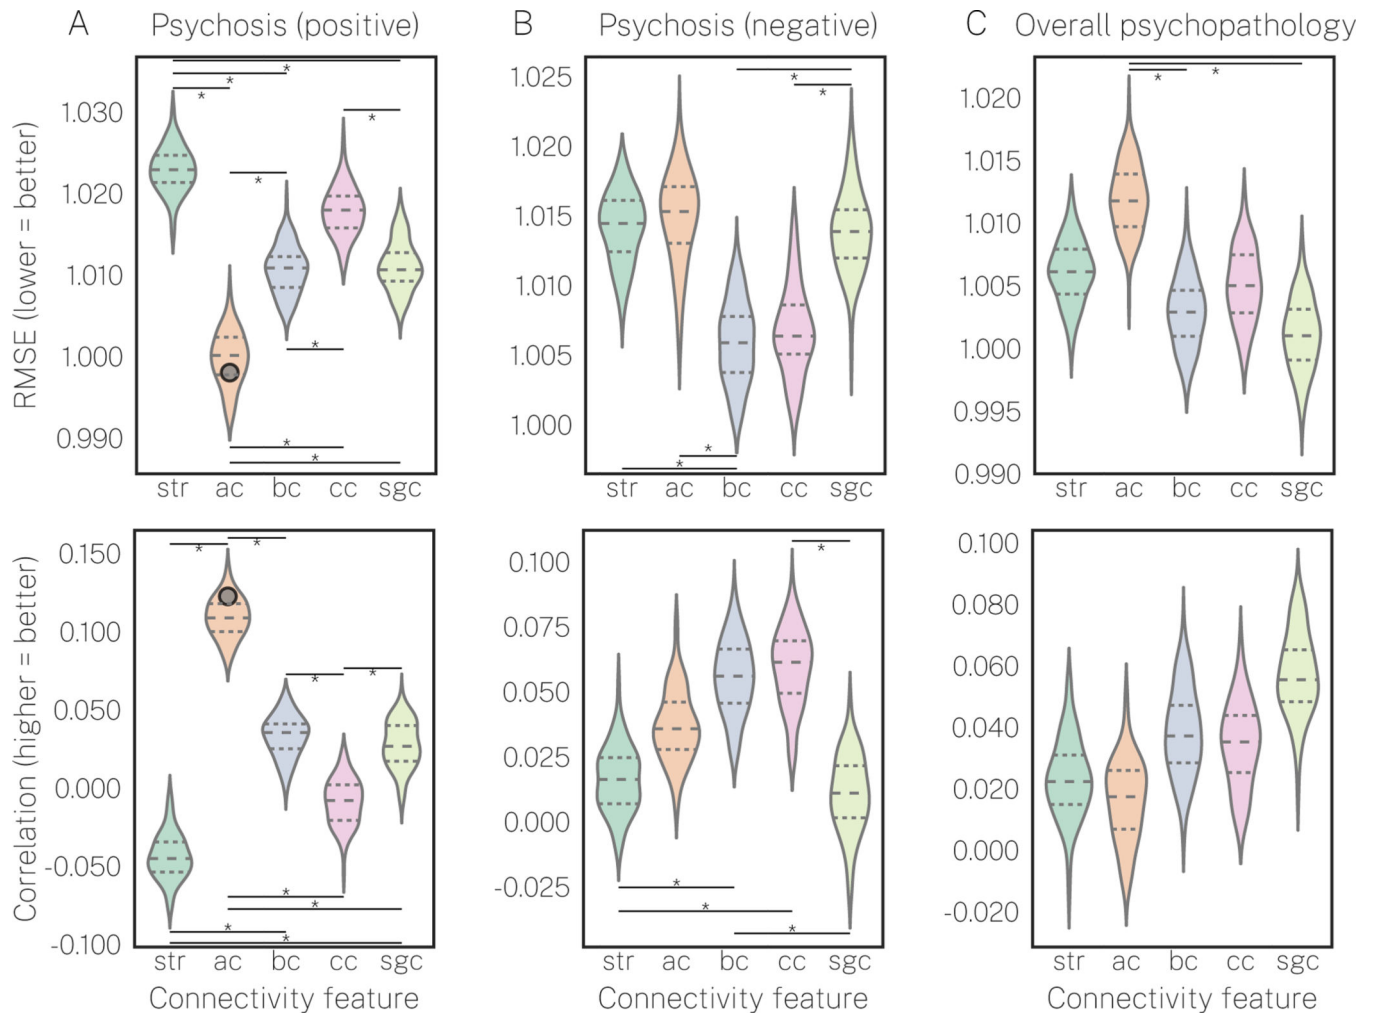 A Psychosis (positive)
B Psychosis (negative)
C Overall psychopathology
RMSE (lower = better)
1.030
1.020
1.010
1.000
0.990
* * * * * * * *
str ac bc cc sgc
1.025
1.020
1.015
1.010
1.005
1.000
* * * *
str ac bc cc sgc
1.020
1.015
1.010
1.005
1.000
0.995
0.990
* *
str ac bc cc sgc
Correlation (higher = better)
0.150
0.100
0.050
0.000
-0.050
-0.100
* * * * * * * *
str ac bc cc sgc
Connectivity feature
0.100
0.075
0.050
0.025
0.000
-0.025
* * * *
str ac bc cc sgc
Connectivity feature
0.100
0.080
0.060
0.040
0.020
0.000
-0.020
str ac bc cc sgc
Connectivity feature